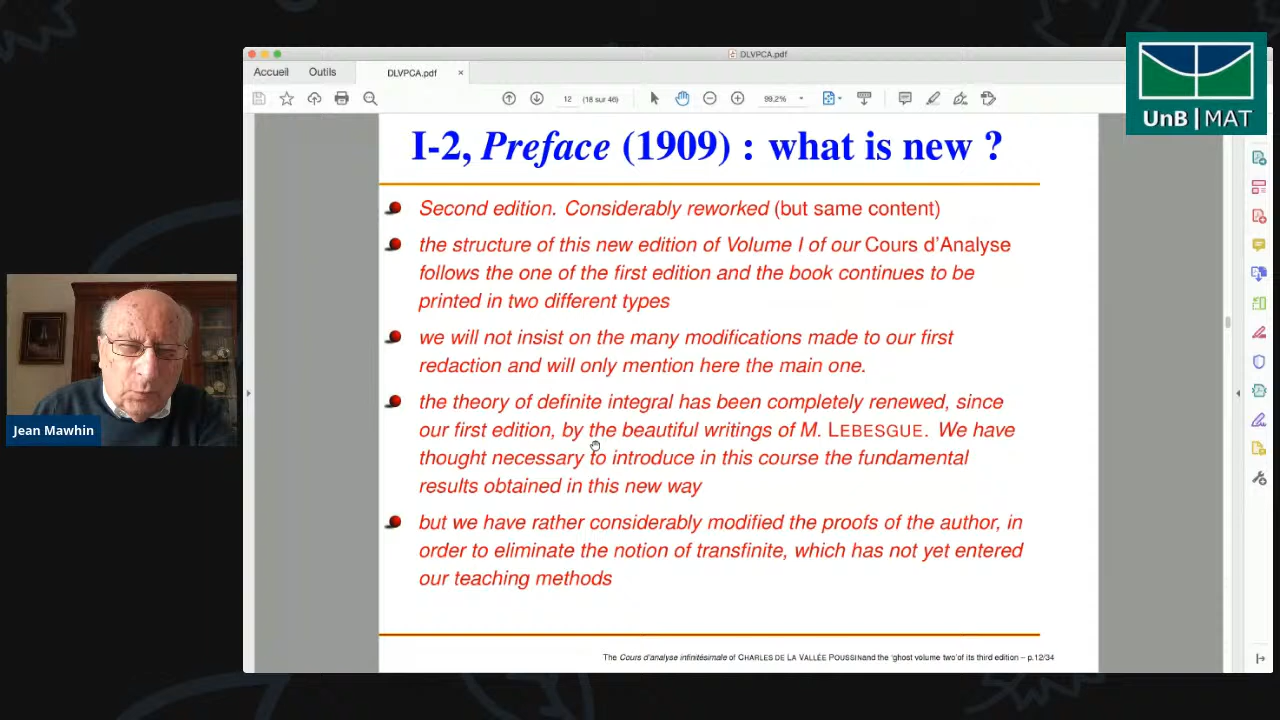 DLVPCA.pdf
Accueil Outils DLVPCA.pdf ×
12 (18 sur 46) 99.2%
UnB | MAT
I-2, Preface (1909) : what is new ?
Second edition. Considerably reworked (but same content)
the structure of this new edition of Volume I of our Cours d'Analyse
follows the one of the first edition and the book continues to be
printed in two different types
we will not insist on the many modifications made to our first
redaction and will only mention here the main one.
the theory of definite integral has been completely renewed, since
our first edition, by the beautiful writings of M. LEBESGUE. We have
thought necessary to introduce in this course the fundamental
results obtained in this new way
but we have rather considerably modified the proofs of the author, in
order to eliminate the notion of transfinite, which has not yet entered
our teaching methods
The Cours d'analyse infinitésimale of CHARLES DE LA VALLÉE POUSSINand the 'ghost volume two'of its third edition – p.12/34
Jean Mawhin